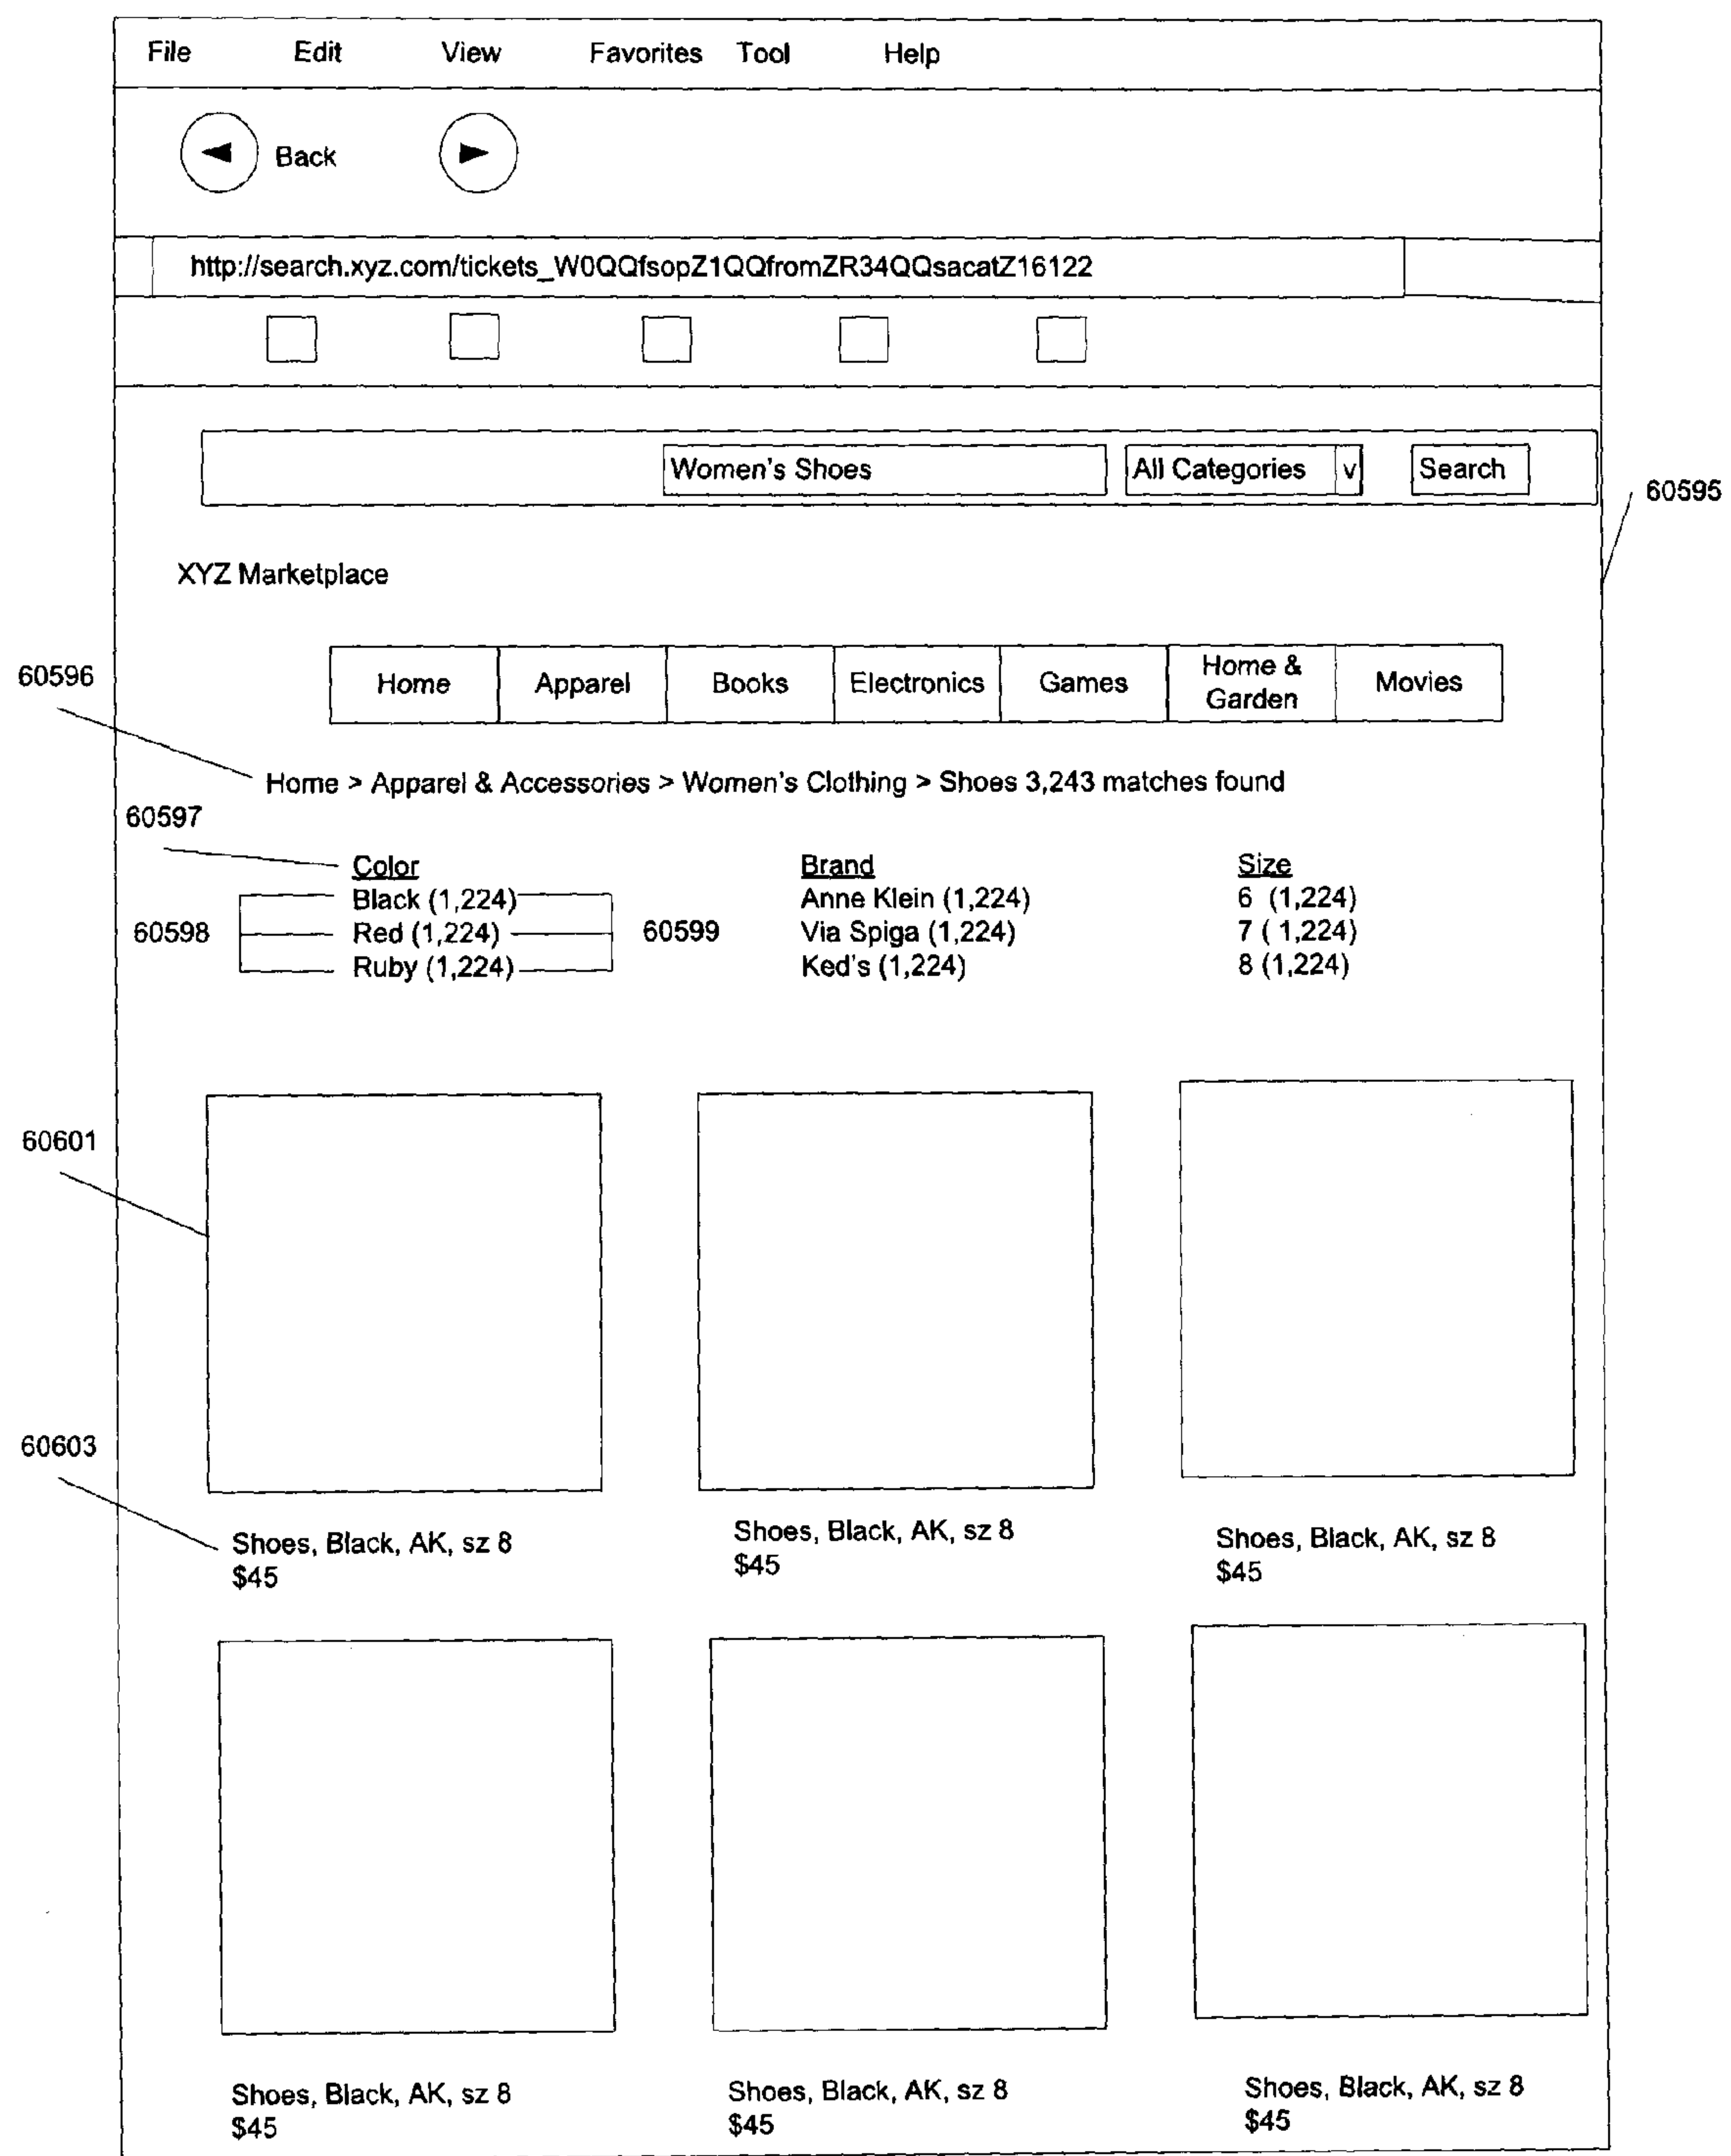 File Edit View Favorites Tool Help
Back
http://search.xyz.com/tickets_W0QQfsopZ1QQfromZR34QQsacatZ16122
Women's Shoes All Categories v Search
60595
XYZ Marketplace
60596
Home Apparel Books Electronics Games Home & Garden Movies
Home > Apparel & Accessories > Women's Clothing > Shoes 3,243 matches found
60597
Color Brand Size
Black (1,224) Anne Klein (1,224) 6 (1,224)
60598 Red (1,224) 60599 Via Spiga (1,224) 7 ( 1,224)
Ruby (1,224) Ked's (1,224) 8 (1,224)
60601
60603
Shoes, Black, AK, sz 8 Shoes, Black, AK, sz 8 Shoes, Black, AK, sz 8
$45 $45 $45
Shoes, Black, AK, sz 8 Shoes, Black, AK, sz 8 Shoes, Black, AK, sz 8
$45 $45 $45